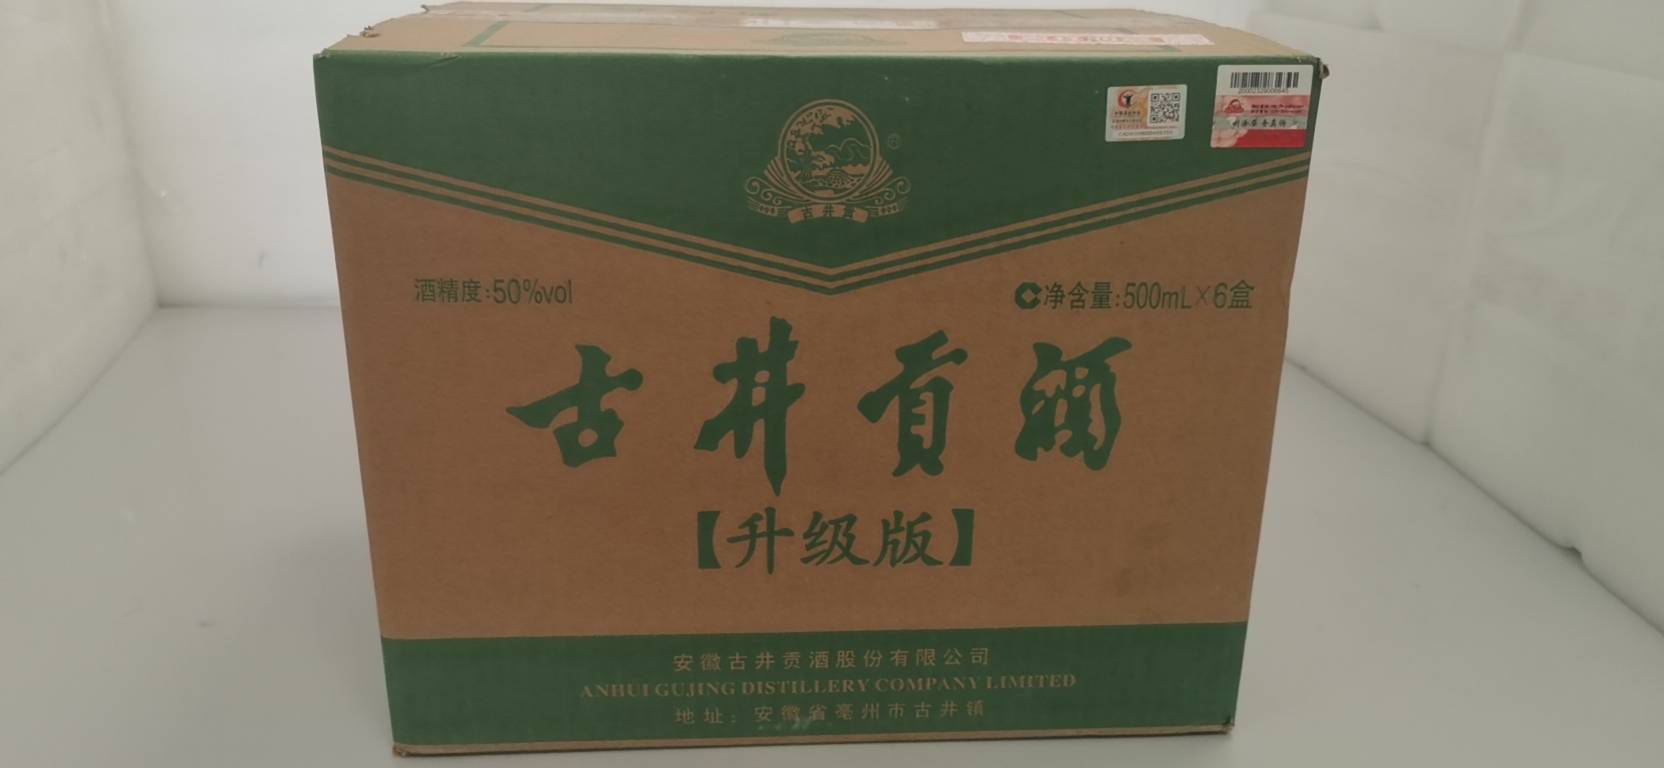 古井贡
®
酒精度:50%vol
净含量:500mL×6盒
古井贡酒
【升级版】
安徽古井贡酒股份有限公司
ANHUI GUJING DISTILLERY COMPANY LIMITED
地址：安徽省亳州市古井镇